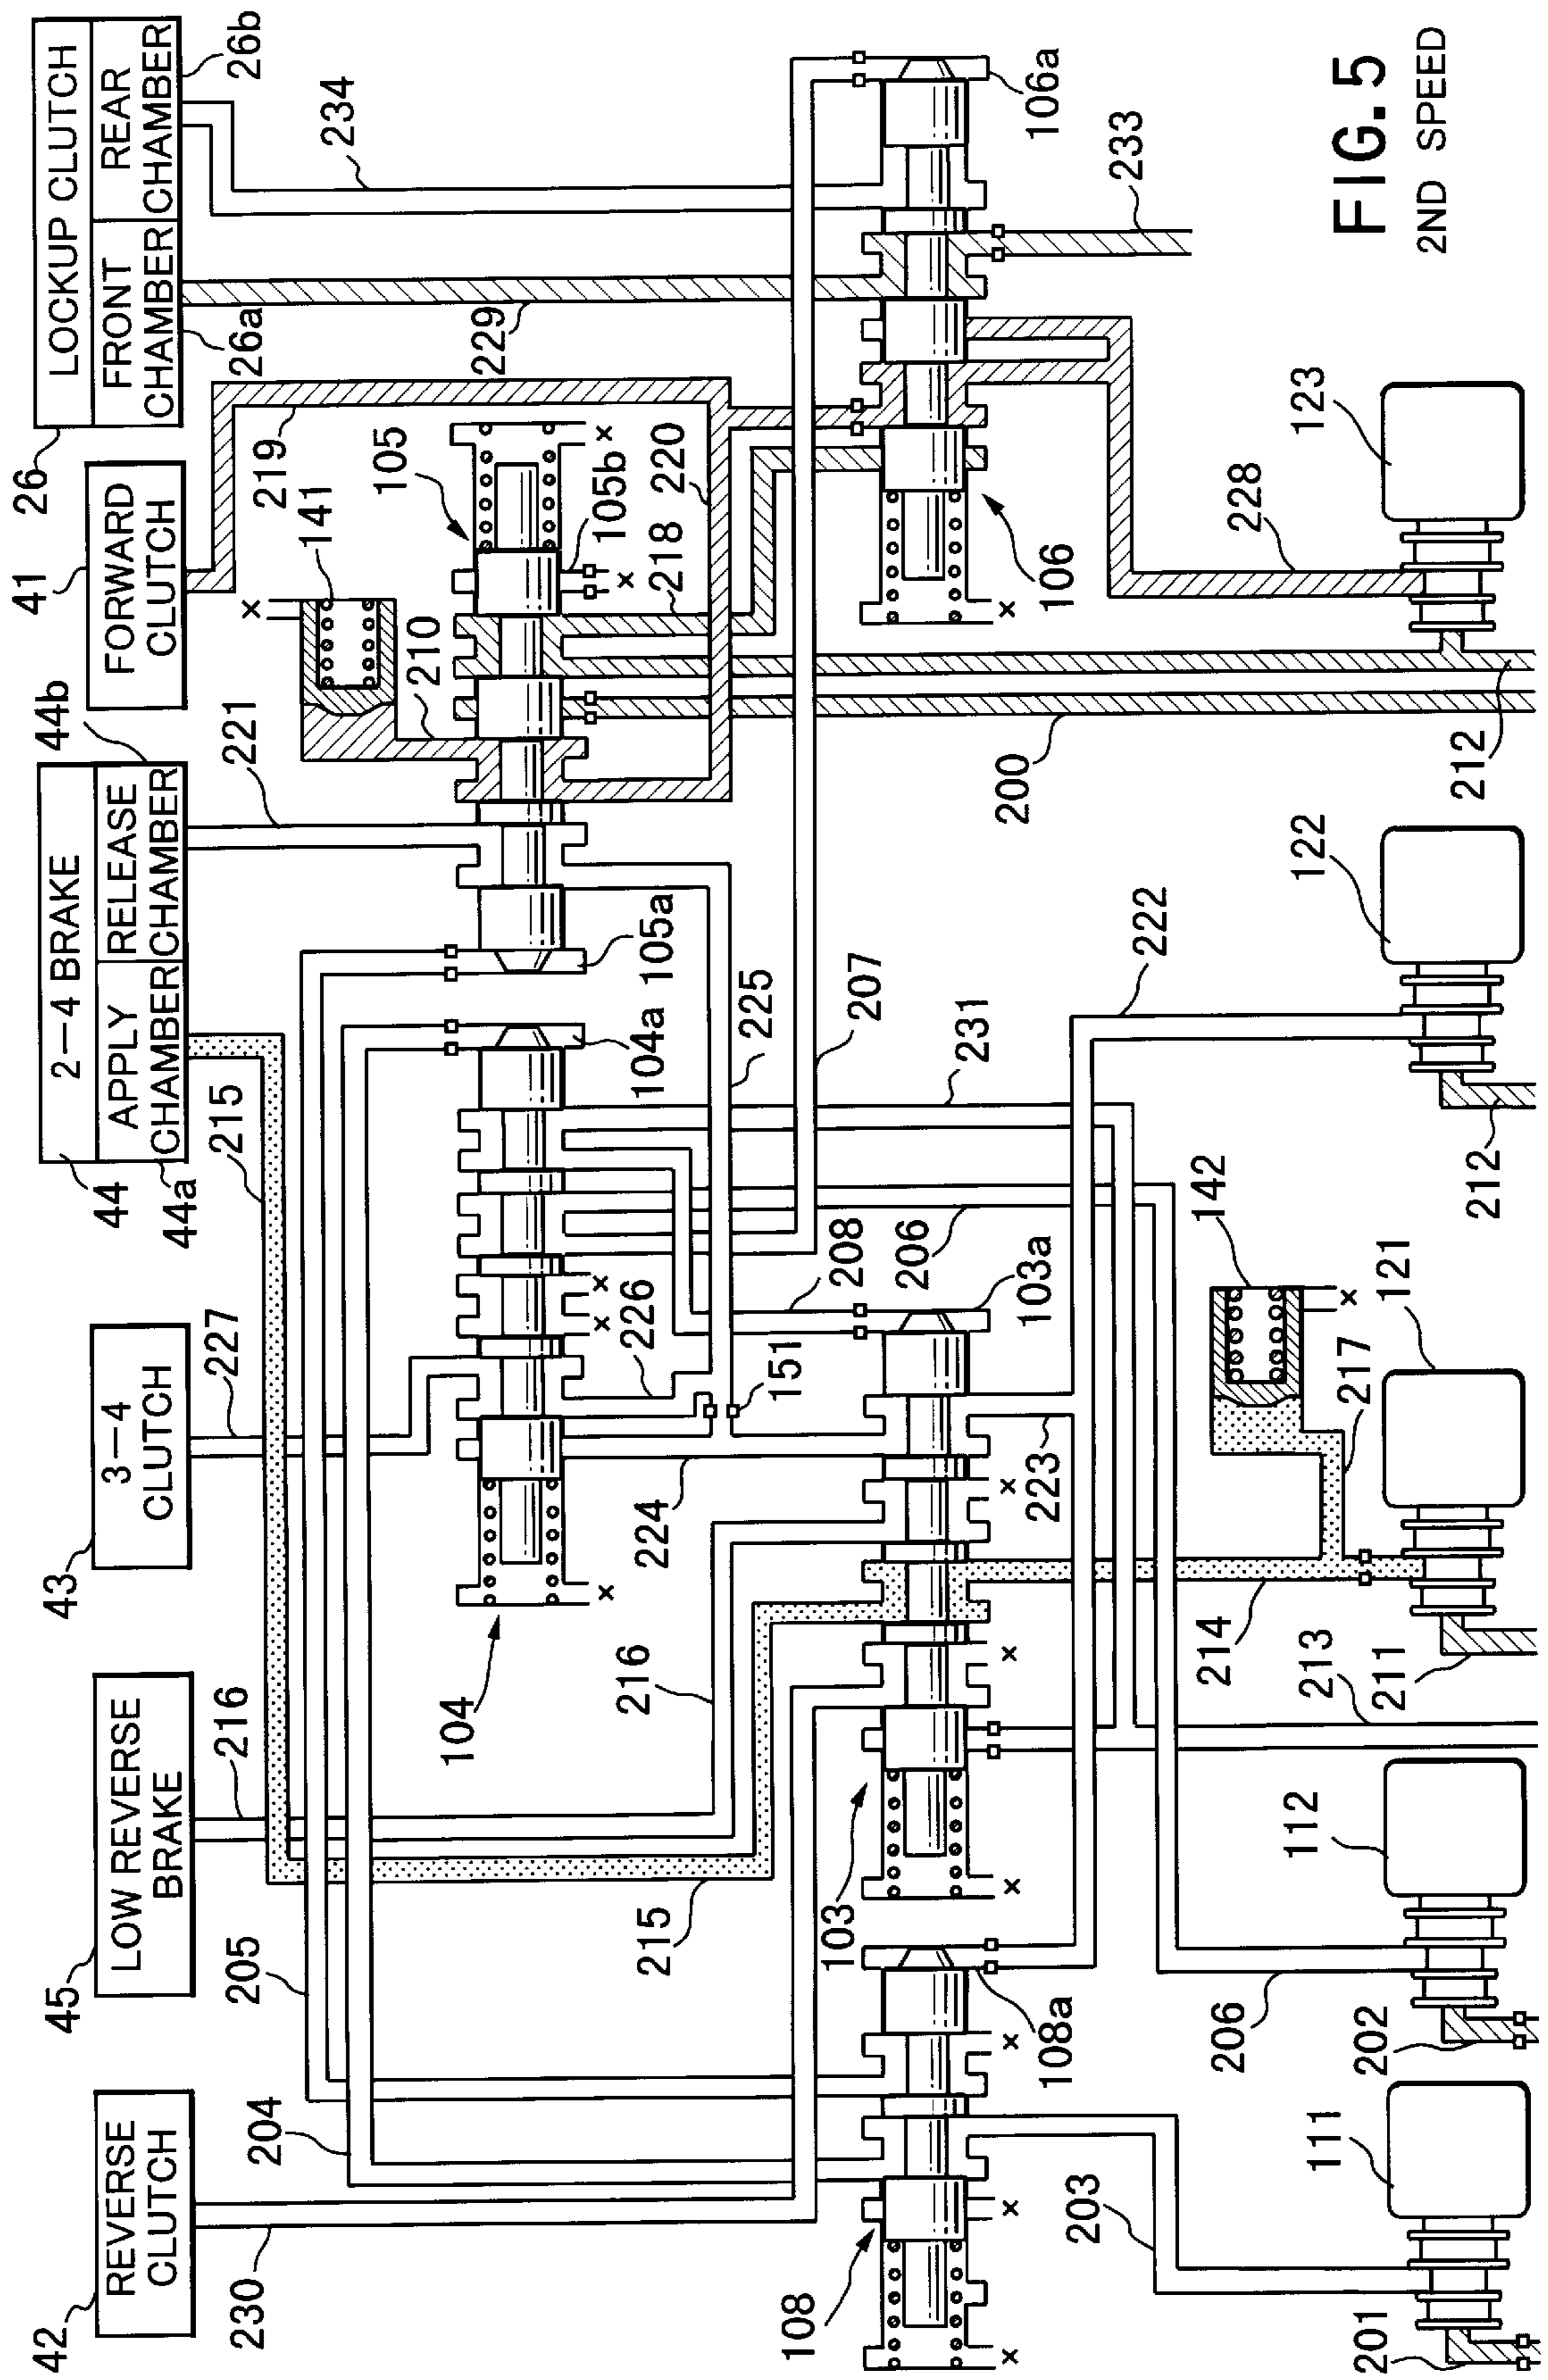 42
REVERSE
CLUTCH
45
LOW REVERSE
BRAKE
43
3–4
CLUTCH
44
2–4 BRAKE
APPLY
CHAMBER
RELEASE
CHAMBER
44a
44b
41
FORWARD
CLUTCH
26
LOCKUP CLUTCH
FRONT
CHAMBER
REAR
CHAMBER
26a
26b
230
204
205
216
227
215
221
210
141
x
219
229
234
104
x
x
x
226
104a
105a
105
105b
x
x
218
220
215
216
224
225
151
208
206
207
231
108
x
x
x
108a
103
x
x
x
223
103a
222
200
106
x
106a
233
203
206
214
213
217
142
x
212
228
201
111
202
112
211
121
212
122
123
FIG. 5
2ND SPEED